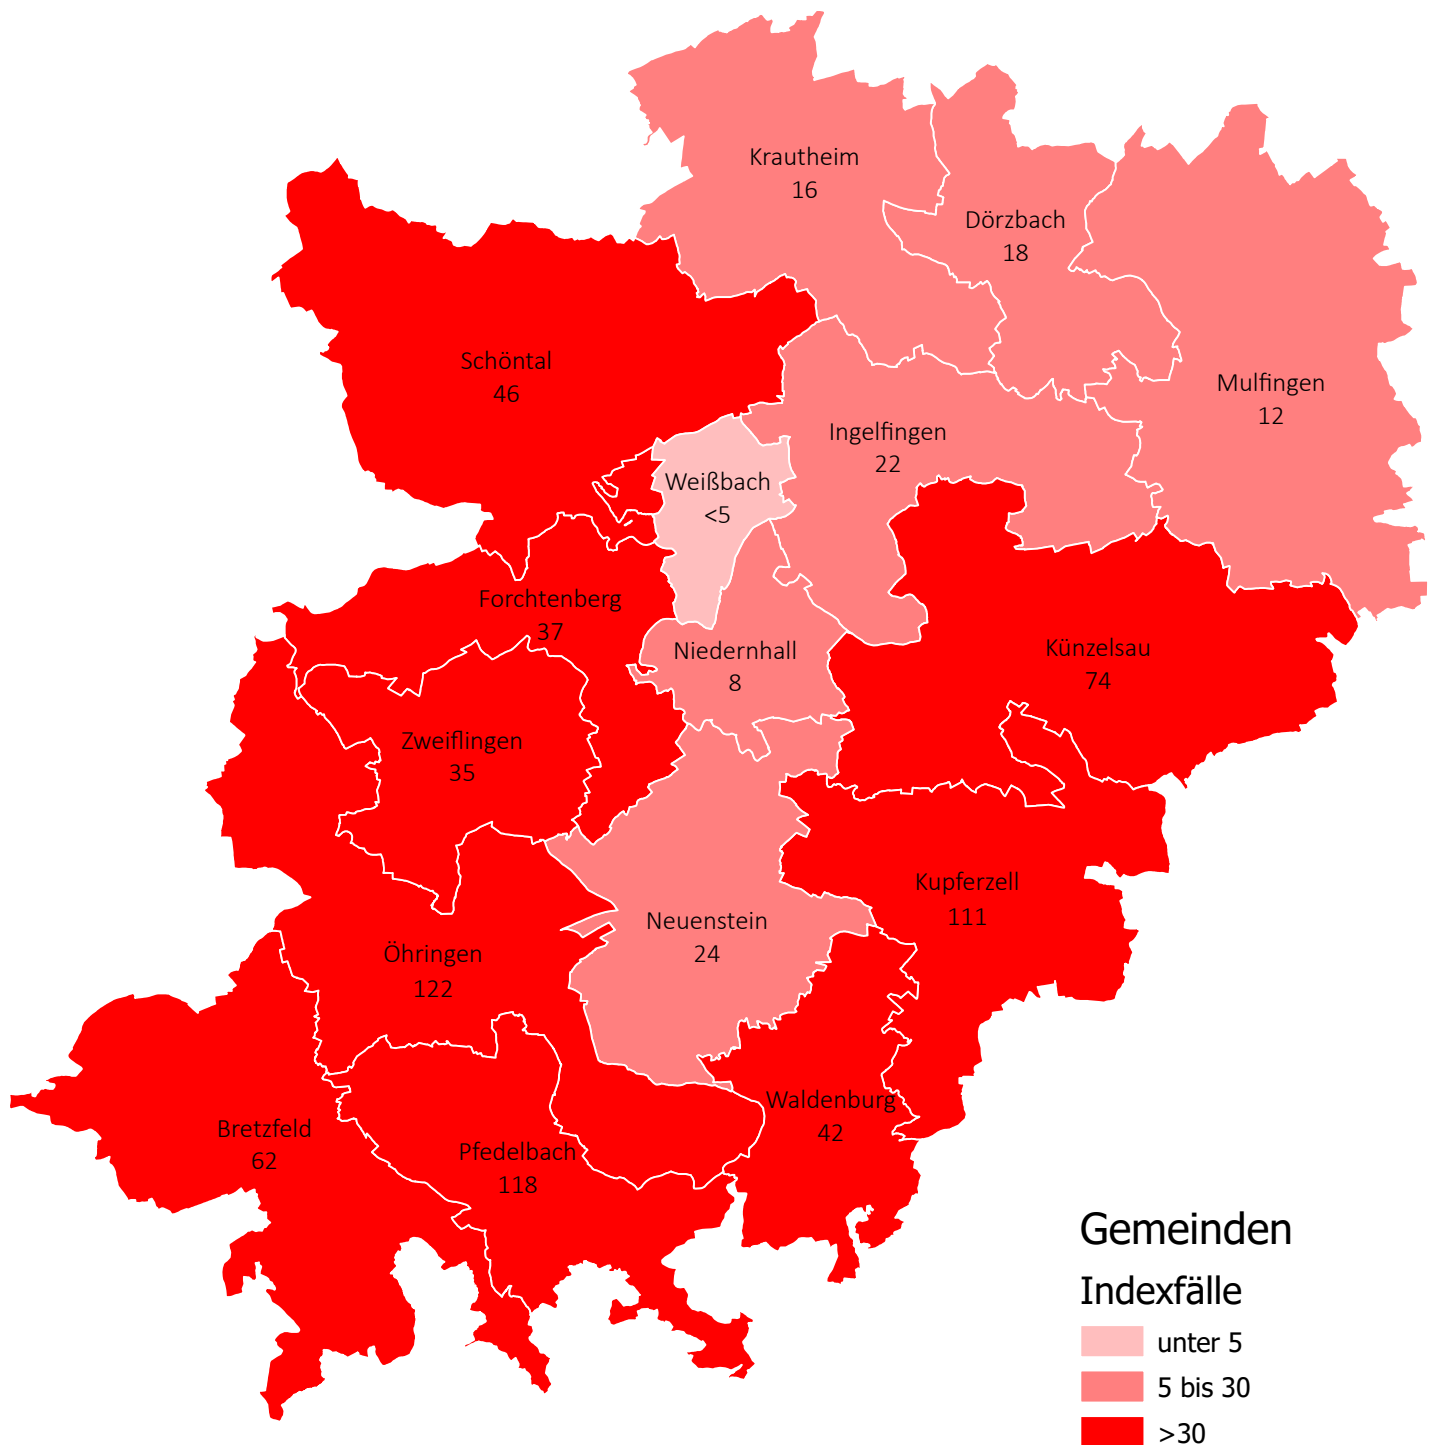 Krautheim
16
Dörzbach
18
Schöntal
46
Mulfingen
12
Ingelfingen
22
Weißbach
<5
Forchtenberg
37
Niedernhall
8
Künzelsau
74
Zweiflingen
35
Kupferzell
111
Neuenstein
24
Öhringen
122
Waldenburg
42
Bretzfeld
62
Pfedelbach
118
Gemeinden
Indexfälle
unter 5
5 bis 30
>30